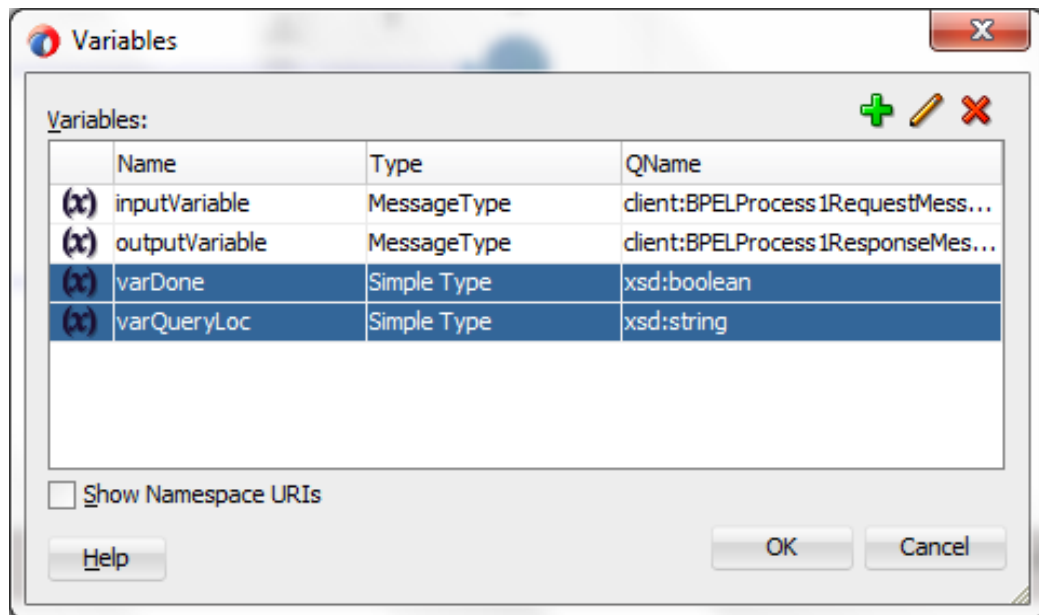 Variables
Variables:
Name Type QName
(x) inputVariable MessageType client:BPELProcess1RequestMess...
(x) outputVariable MessageType client:BPELProcess1ResponseMes...
(x) varDone Simple Type xsd:boolean
(x) varQueryLoc Simple Type xsd:string
Show Namespace URIs
Help OK Cancel